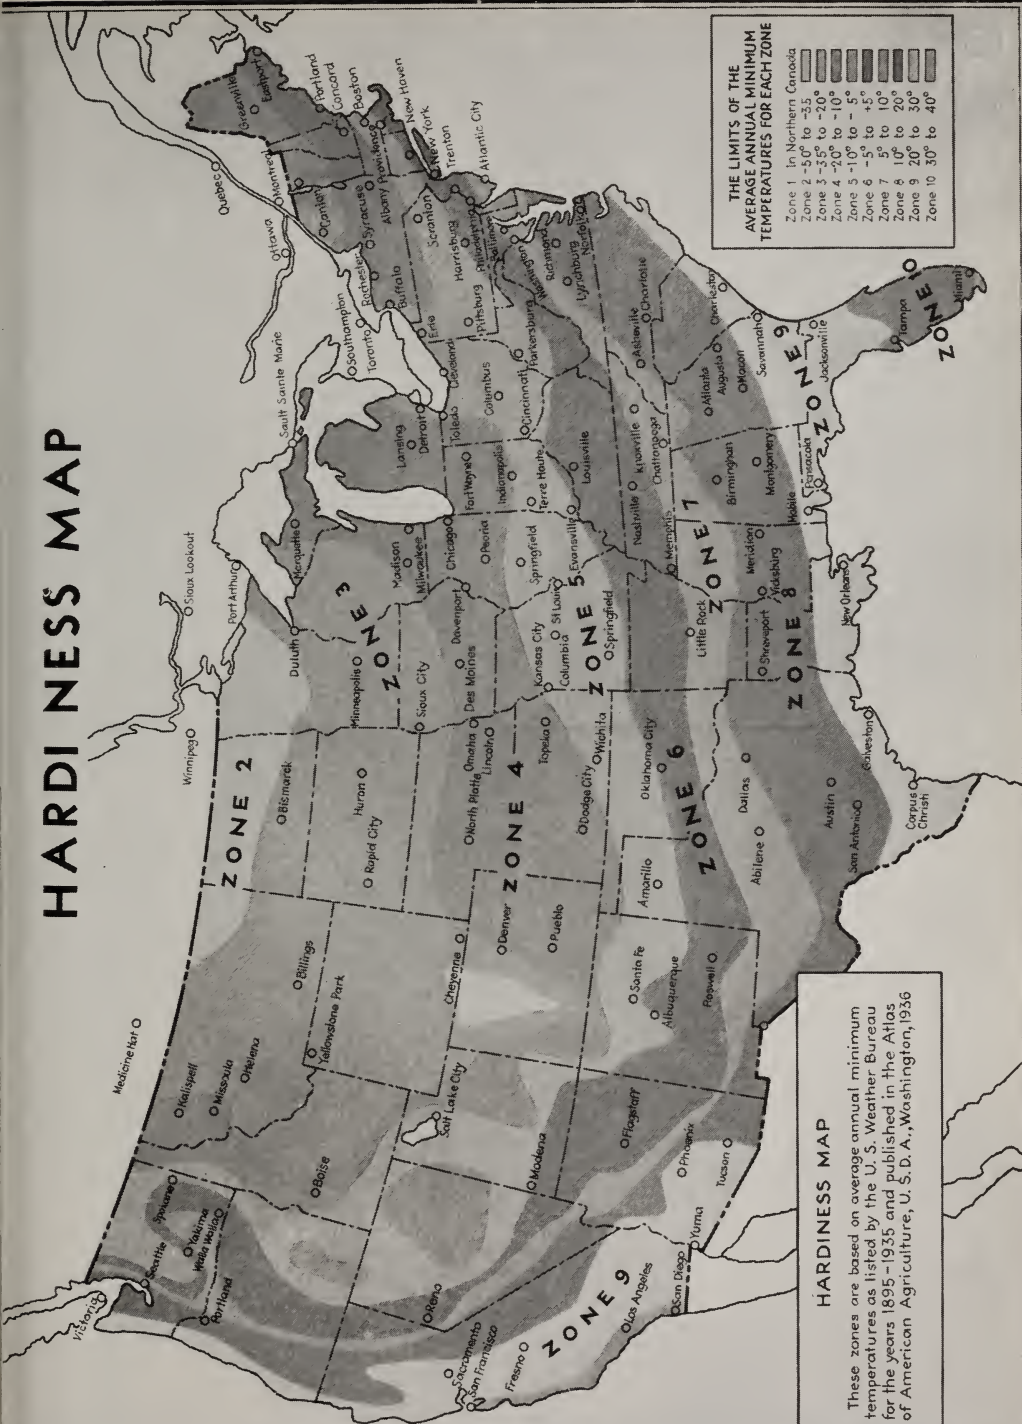 HARDINESS MAP
Quebec
Montreal
Ottawa
Sault Sainte Marie
Southampton
Toronto
Sioux Lookout
Port Arthur
Winnipeg
Medicine Hat
Victoria
Greenville
Eastport
Portland
Concord
Boston
Providence
New Haven
New York
Trenton
Atlantic City
Canton
Syracuse
Albany
Rochester
Buffalo
Scranton
Harrisburg
Philadelphia
Baltimore
Washington
Richmond
Norfolk
Lynchburg
Erie
Pittsburg
Parkersburg
Cleveland
Columbus
Cincinnati
Toledo
Detroit
Lansing
Fort Wayne
Indianapolis
Terre Haute
Louisville
Evansville
Marquette
Madison
Milwaukee
Chicago
Peoria
Springfield
Duluth
Minneapolis
ZONE 3
Davenport
Des Moines
Sioux City
St Louis
Kansas City
Columbia
Springfield
ZONE 5
ZONE 2
Bismarck
Huron
Rapid City
Omaha
Lincoln
North Platte
ZONE 4
Topeka
Wichita
Dodge City
Billings
Yellowstone Park
Cheyenne
Denver
Pueblo
Kalispell
Missoula
Helena
Boise
Salt Lake City
Modena
Spokane
Yakima
Walla Walla
Seattle
Portland
Reno
Sacramento
San Francisco
Fresno
ZONE 9
Los Angeles
San Diego
Yuma
Flagstaff
Phoenix
Tucson
Santa Fe
Albuquerque
Roswell
Amarillo
Oklahoma City
ZONE 6
Abilene
Dallas
Austin
San Antonio
Corpus
Christi
Galveston
Little Rock
ZONE 7
Shreveport
ZONE 8
Vicksburg
Meridian
New Orleans
Memphis
Nashville
Knoxville
Chattanooga
Asheville
Charlotte
Charleston
Savannah
Augusta
Atlanta
Macon
Birmingham
Montgomery
Mobile
Pensacola
ZONE 9
Jacksonville
Tampa
Miami
ZONE 10
THE LIMITS OF THE
AVERAGE ANNUAL MINIMUM
TEMPERATURES FOR EACH ZONE
Zone 1 In Northern Canada
Zone 2 -50° to -35
Zone 3 -35° to -20°
Zone 4 -20° to -10°
Zone 5 -10° to - 5°
Zone 6 -5° to +5°
Zone 7 5° to 10°
Zone 8 10° to 20°
Zone 9 20° to 30°
Zone 10 30° to 40°
HARDINESS MAP
These zones are based on average annual minimum
temperatures as listed by the U. S. Weather Bureau
for the years 1895-1935 and published in the Atlas
of American Agriculture, U. S. D. A., Washington, 1936